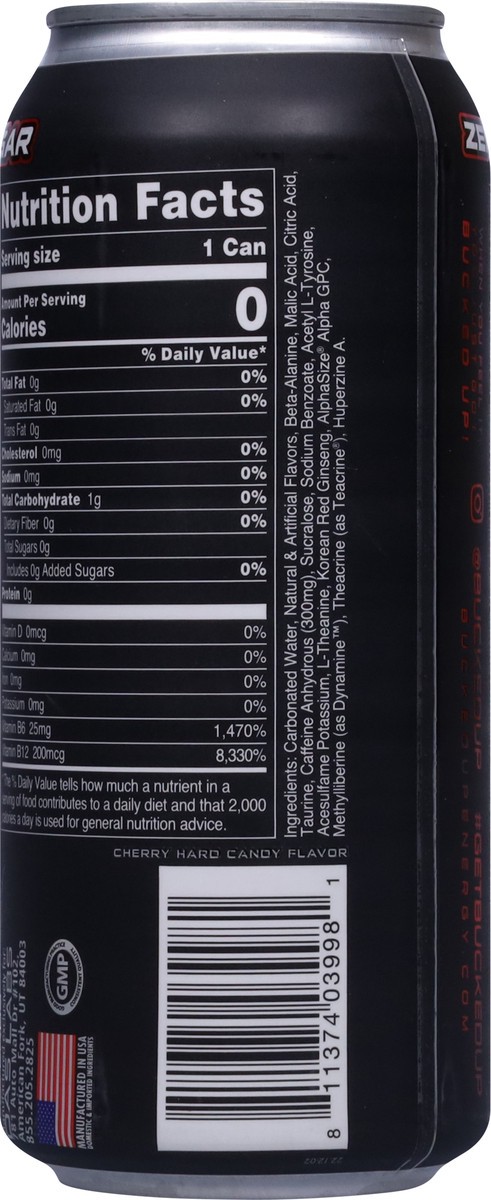 Nutrition Facts
Serving size 1 Can
Amount Per Serving
Calories 0
% Daily Value*
Total Fat 0g 0%
Saturated Fat 0g 0%
Trans Fat 0g
Cholesterol 0mg 0%
Sodium 0mg 0%
Total Carbohydrate 1g 0%
Dietary Fiber 0g 0%
Total Sugars 0g
Includes 0g Added Sugars 0%
Protein 0g
Vitamin D 0mcg 0%
Calcium 0mg 0%
Iron 0mg 0%
Potassium 0mg 0%
Vitamin B6 25mg 1,470%
Vitamin B12 200mcg 8,330%
*The % Daily Value tells how much a nutrient in a
serving of food contributes to a daily diet and that 2,000
calories a day is used for general nutrition advice.
Ingredients: Carbonated Water, Natural & Artificial Flavors, Beta-Alanine, Malic Acid, Citric Acid,
Taurine, Caffeine Anhydrous (300mg), Sucralose, Sodium Benzoate, Acetyl L-Tyrosine,
Acesulfame Potassium, L-Theanine, Korean Red Ginseng, AlphaSize® Alpha GPC,
Methylliberine (as Dynamine™), Theacrine (as Teacrine®), Huperzine A.
CHERRY HARD CANDY FLAVOR
8 11374 03998 1
GMP
MANUFACTURED IN USA
DOMESTIC & IMPORTED INGREDIENTS
781 Auto Mall Dr #102,
American Fork, UT 84003
855.205.2825
ZE
BUCKED UP!
@BUCKEDUP #GETBUCKEDUP
BUCKEDUPENERGY.COM